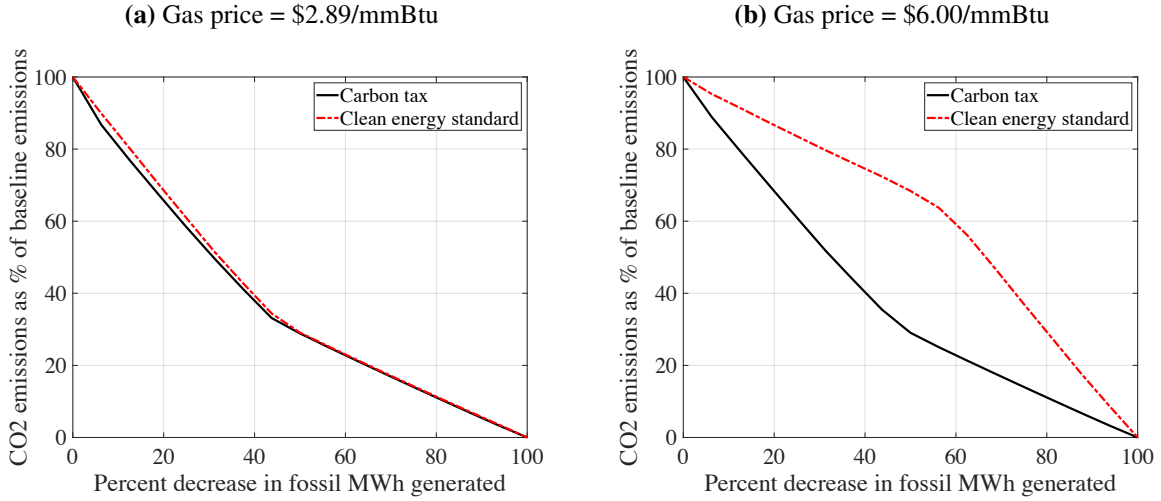 (a) Gas price = $2.89/mmBtu
CO2 emissions as % of baseline emissions
100
80
60
40
20
0
Carbon tax
Clean energy standard
0 20 40 60 80 100
Percent decrease in fossil MWh generated
(b) Gas price = $6.00/mmBtu
CO2 emissions as % of baseline emissions
100
80
60
40
20
0
Carbon tax
Clean energy standard
0 20 40 60 80 100
Percent decrease in fossil MWh generated